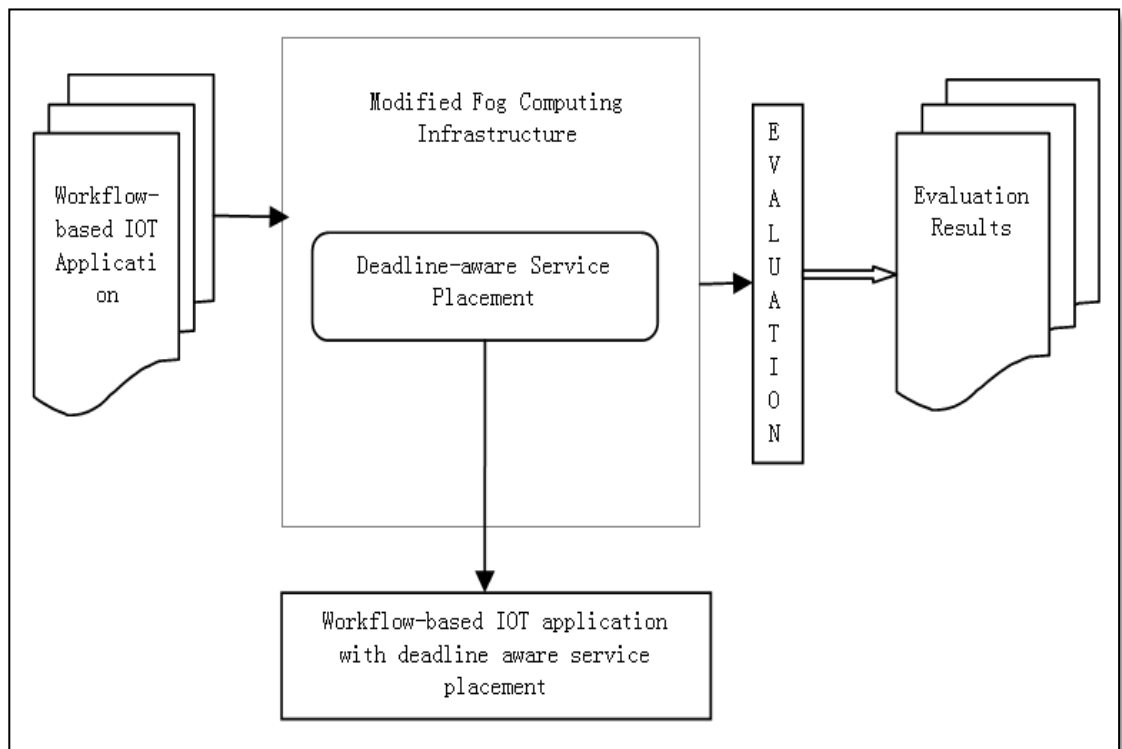 Modified Fog Computing
Infrastructure
Workflow-
based IOT
Applicati
on
Deadline-aware Service
Placement
E
V
A
L
U
A
T
I
O
N
Evaluation
Results
Workflow-based IOT application
with deadline aware service
placement